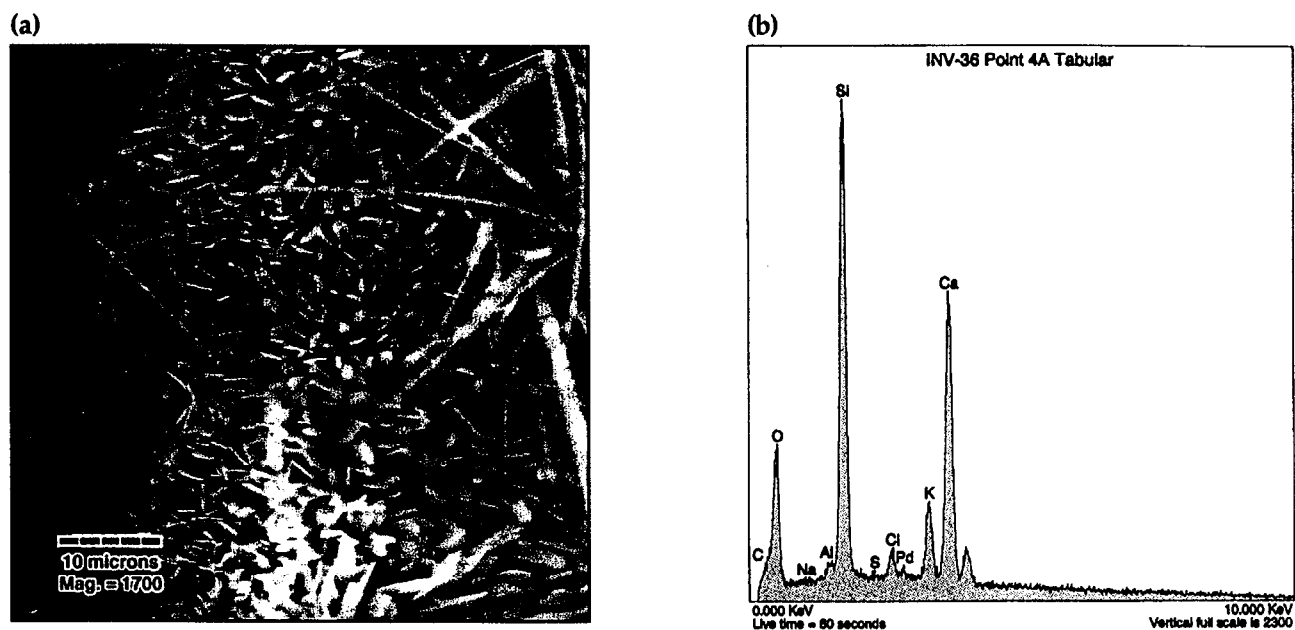 (a)
(b)
10 microns
Mag. = 1700
INV-36 Point 4A Tabular
Si
Ca
O
K
C
Na
Al
S
Cl
Pd
0.000 KeV
10.000 KeV
Live time = 60 seconds
Vertical full scale is 2300